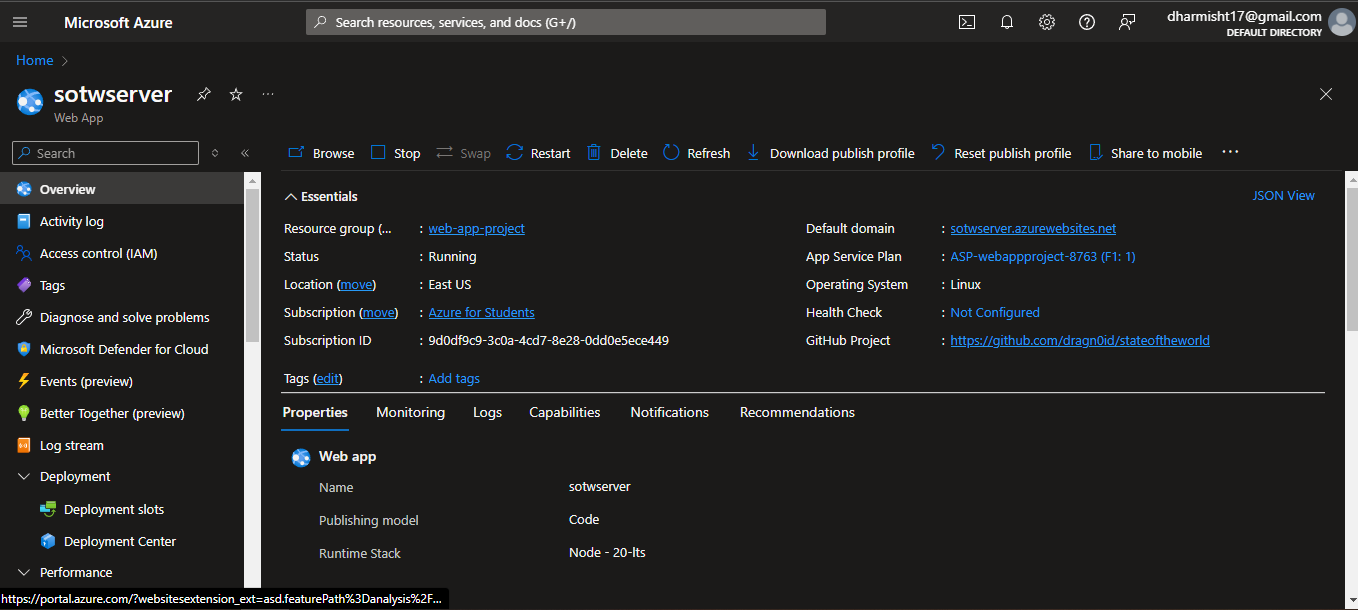 Microsoft Azure
Search resources, services, and docs (G+/)
dharmisht17@gmail.com
DEFAULT DIRECTORY
Home
sotwserver
Web App
Search
Browse Stop Swap Restart Delete Refresh Download publish profile Reset publish profile Share to mobile
Overview
Activity log
Access control (IAM)
Tags
Diagnose and solve problems
Microsoft Defender for Cloud
Events (preview)
Better Together (preview)
Log stream
Deployment
Deployment slots
Deployment Center
Performance
Essentials
JSON View
Resource group (... : web-app-project
Status : Running
Location (move) : East US
Subscription (move) : Azure for Students
Subscription ID : 9d0df9c9-3c0a-4cd7-8e28-0dd0e5ece449
Default domain : sotwserver.azurewebsites.net
App Service Plan : ASP-webappproject-8763 (F1: 1)
Operating System : Linux
Health Check : Not Configured
GitHub Project : https://github.com/dragn0id/stateoftheworld
Tags (edit) : Add tags
Properties Monitoring Logs Capabilities Notifications Recommendations
Web app
Name sotwserver
Publishing model Code
Runtime Stack Node - 20-lts
https://portal.azure.com/?websitesextension_ext=asd.featurePath%3Danalysis%2F...